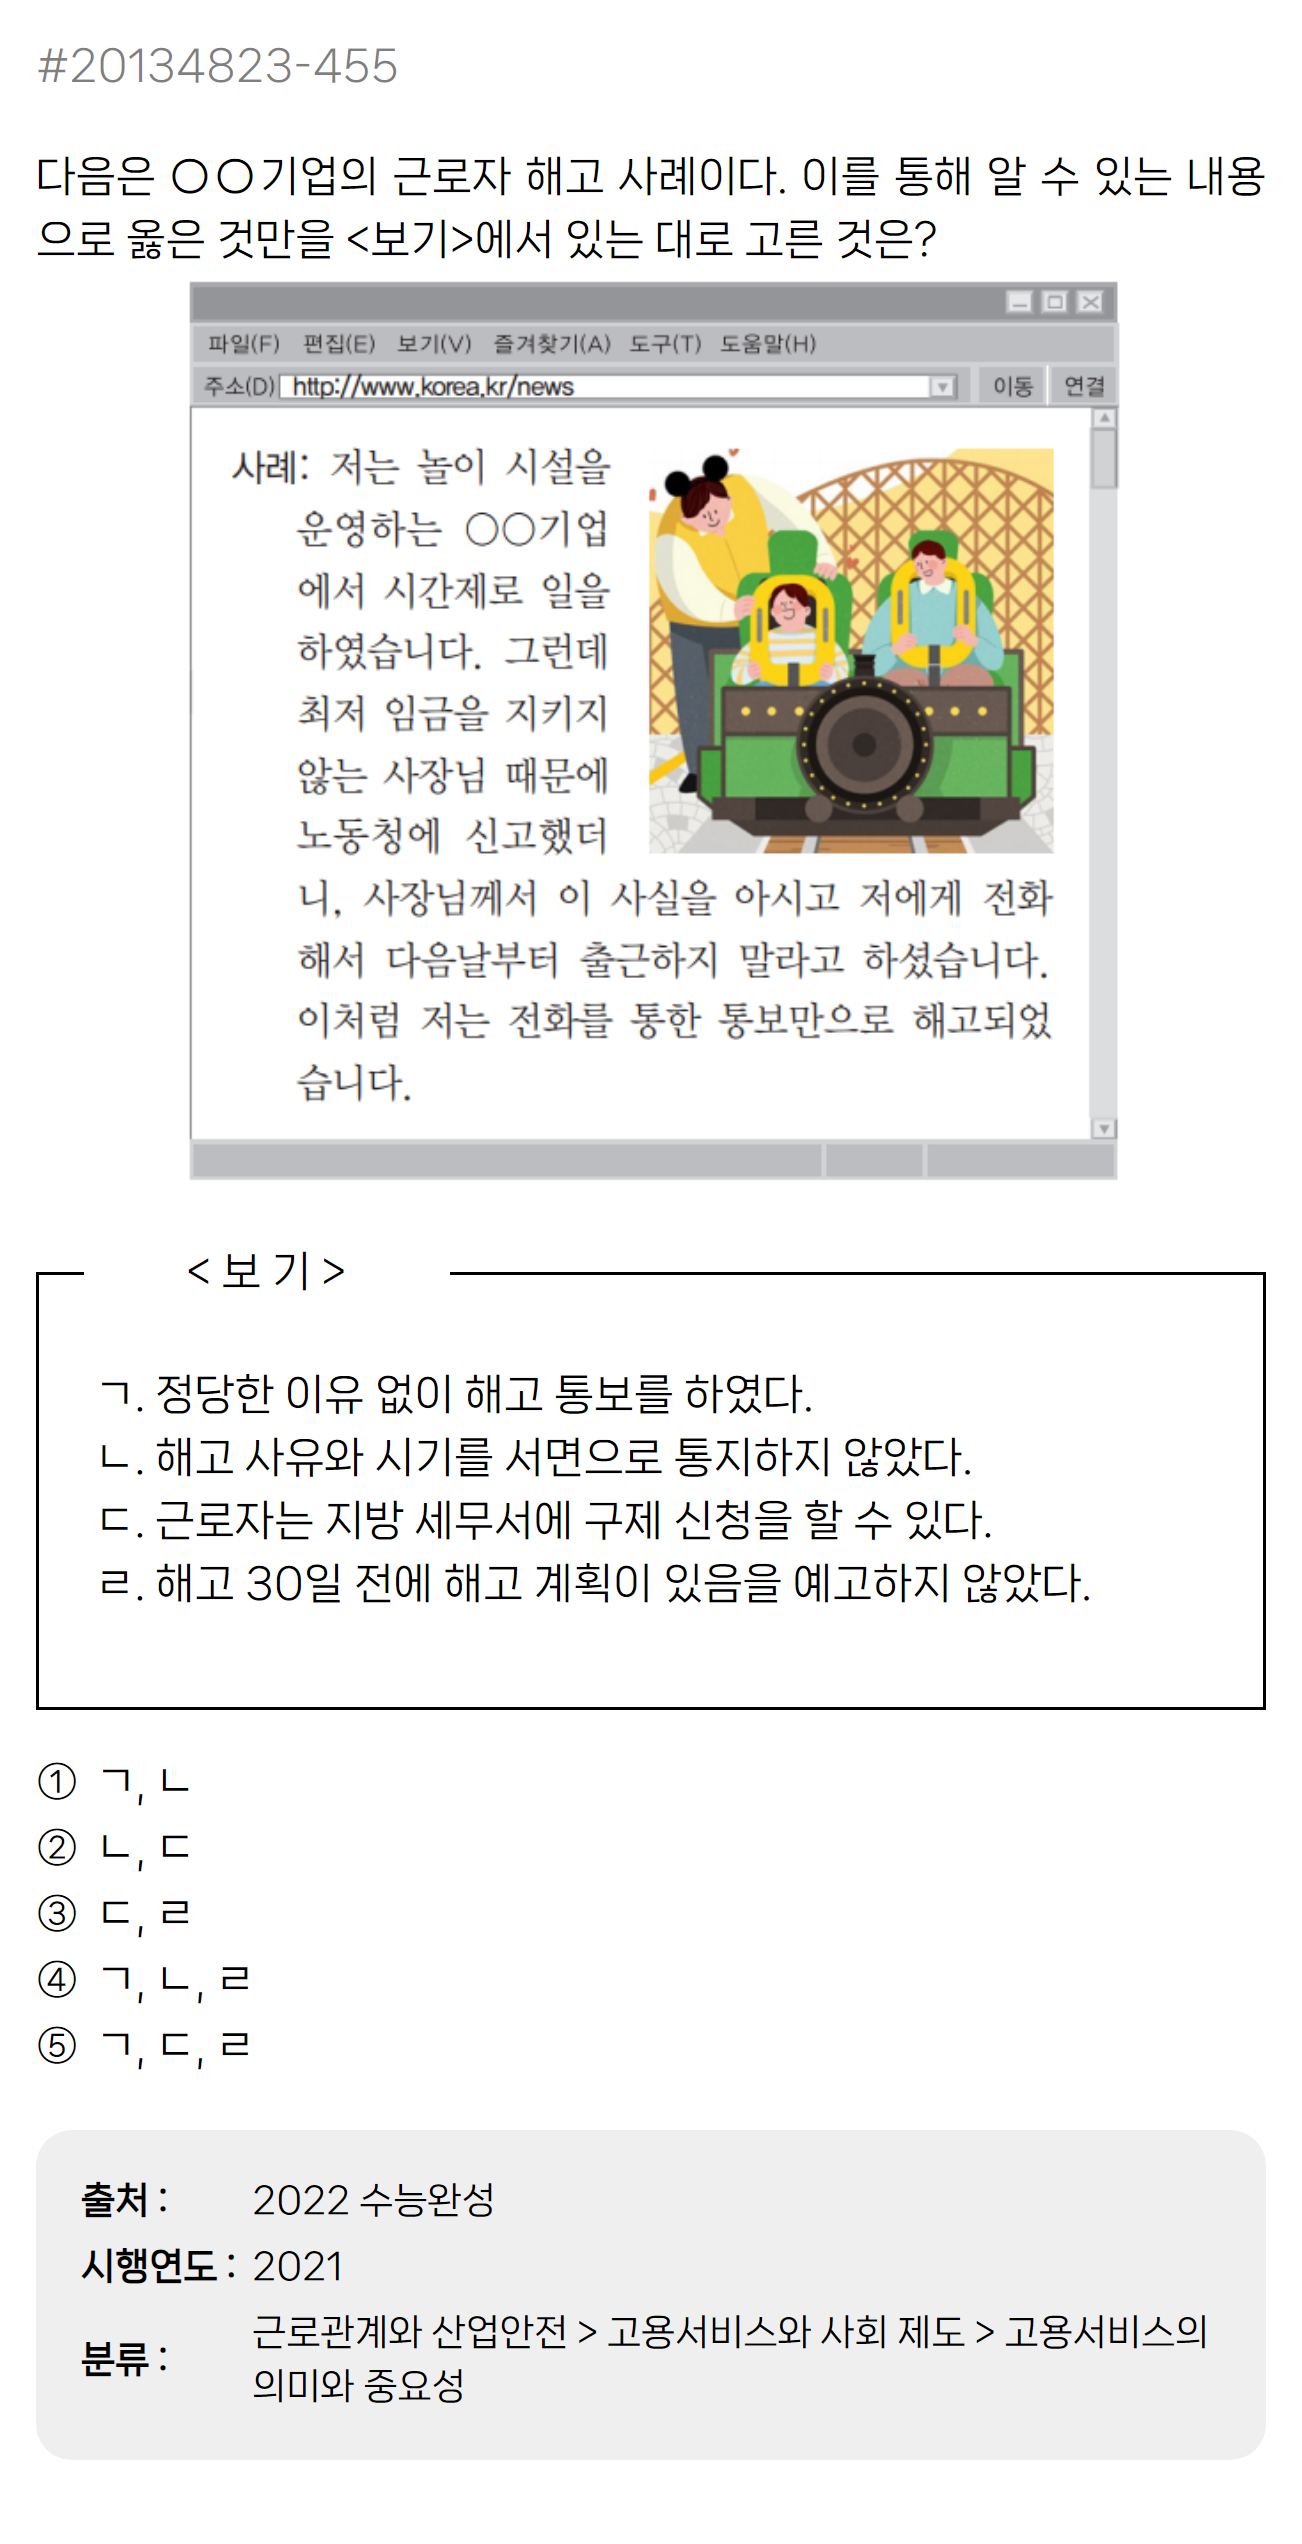 #20134823-455
다음은 ○○기업의 근로자 해고 사례이다. 이를 통해 알 수 있는 내용
으로 옳은 것만을 <보기>에서 있는 대로 고른 것은?
파일(F) 편집(E) 보기(V) 즐겨찾기(A) 도구(T) 도움말(H)
주소(D) http://www.korea.kr/news 이동 연결
사례: 저는 놀이 시설을
운영하는 ○○기업
에서 시간제로 일을
하였습니다. 그런데
최저 임금을 지키지
않는 사장님 때문에
노동청에 신고했더
니, 사장님께서 이 사실을 아시고 저에게 전화
해서 다음날부터 출근하지 말라고 하셨습니다.
이처럼 저는 전화를 통한 통보만으로 해고되었
습니다.
< 보 기 >
ㄱ. 정당한 이유 없이 해고 통보를 하였다.
ㄴ. 해고 사유와 시기를 서면으로 통지하지 않았다.
ㄷ. 근로자는 지방 세무서에 구제 신청을 할 수 있다.
ㄹ. 해고 30일 전에 해고 계획이 있음을 예고하지 않았다.
① ㄱ, ㄴ
② ㄴ, ㄷ
③ ㄷ, ㄹ
④ ㄱ, ㄴ, ㄹ
⑤ ㄱ, ㄷ, ㄹ
출처 : 2022 수능완성
시행연도 : 2021
분류 : 근로관계와 산업안전 > 고용서비스와 사회 제도 > 고용서비스의
의미와 중요성